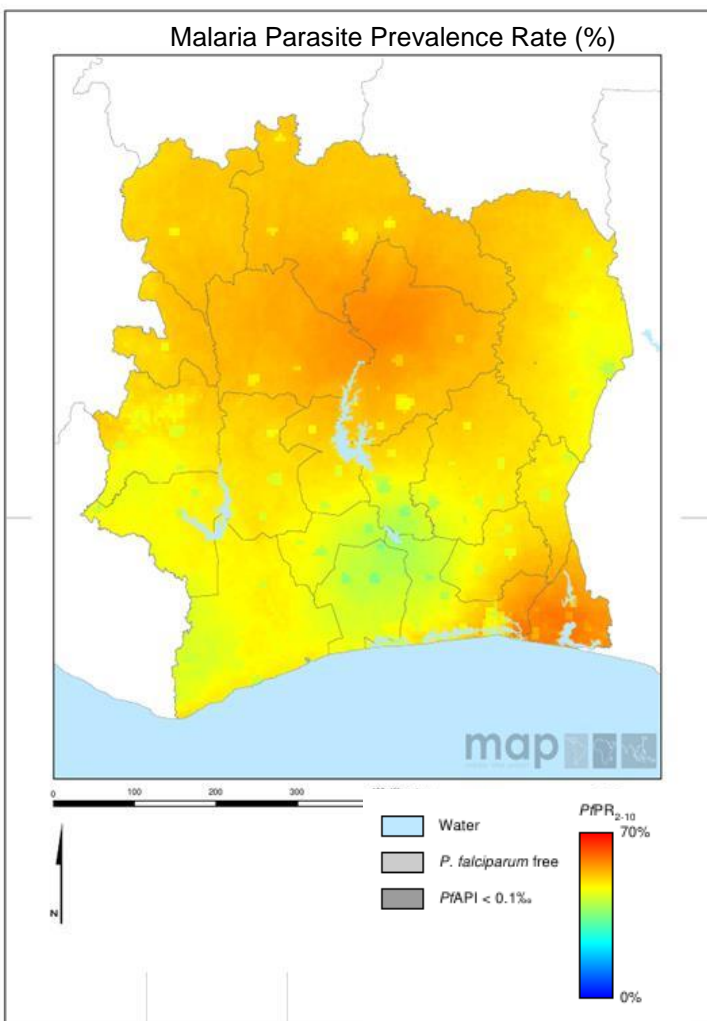 Malaria Parasite Prevalence Rate (%)
map
0 100 200 300
Water
P. falciparum free
PfAPI < 0.1‰
N
PfPR2-10
70%
0%